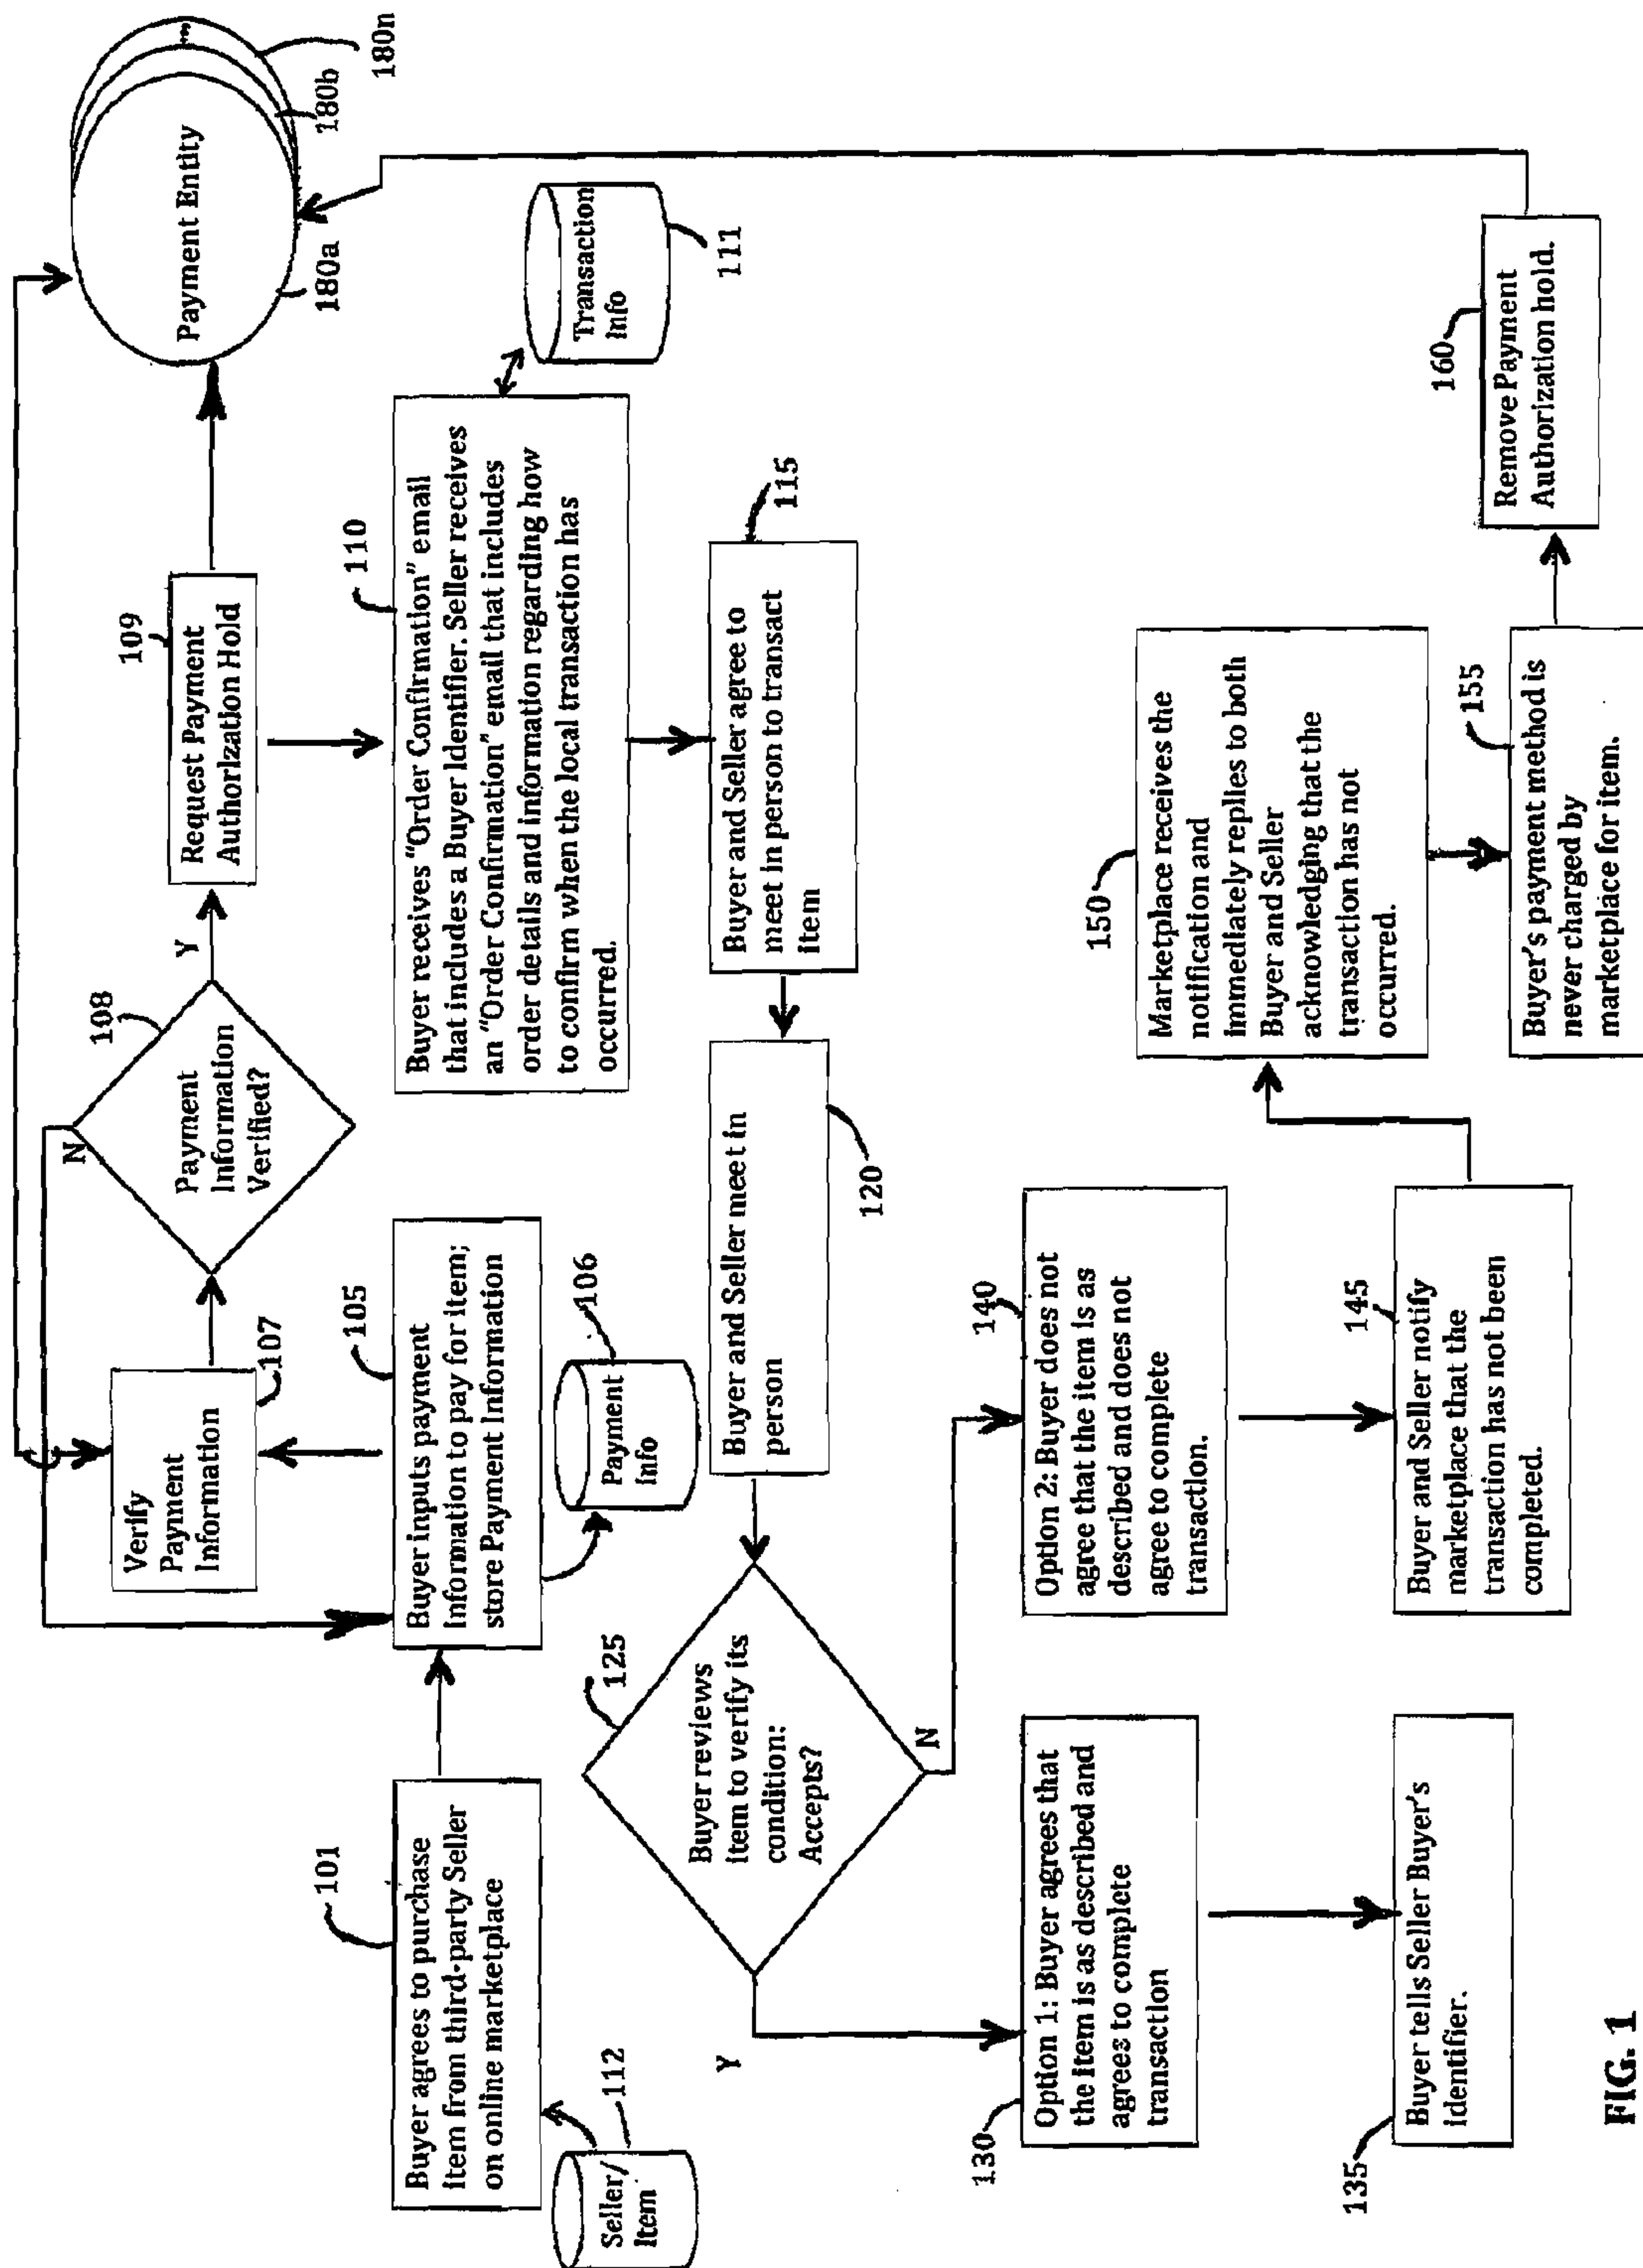 Payment Entity
180a
180b
180n
...
Verify
Payment
Information
107
Payment
Information
Verified?
108
N
Y
Request Payment
Authorization Hold
109
Buyer agrees to purchase
item from third-party Seller
on online marketplace
101
Seller/
Item
112
Buyer inputs payment
information to pay for item;
store Payment Information
105
Payment
Info
106
Buyer receives “Order Confirmation” email
that includes a Buyer Identifier. Seller receives
an “Order Confirmation” email that includes
order details and information regarding how
to confirm when the local transaction has
occurred.
110
Transaction
Info
111
Buyer and Seller agree to
meet in person to transact
item
115
Buyer and Seller meet in
person
120
Buyer reviews
item to verify its
condition:
Accepts?
125
Y
N
Option 1: Buyer agrees that
the item is as described and
agrees to complete
transaction
130
Buyer tells Seller Buyer's
identifier.
135
Option 2: Buyer does not
agree that the item is as
described and does not
agree to complete
transaction.
140
Buyer and Seller notify
marketplace that the
transaction has not been
completed.
145
Marketplace receives the
notification and
immediately replies to both
Buyer and Seller
acknowledging that the
transaction has not
occurred.
150
Buyer's payment method is
never charged by
marketplace for item.
155
Remove Payment
Authorization hold.
160
FIG. 1